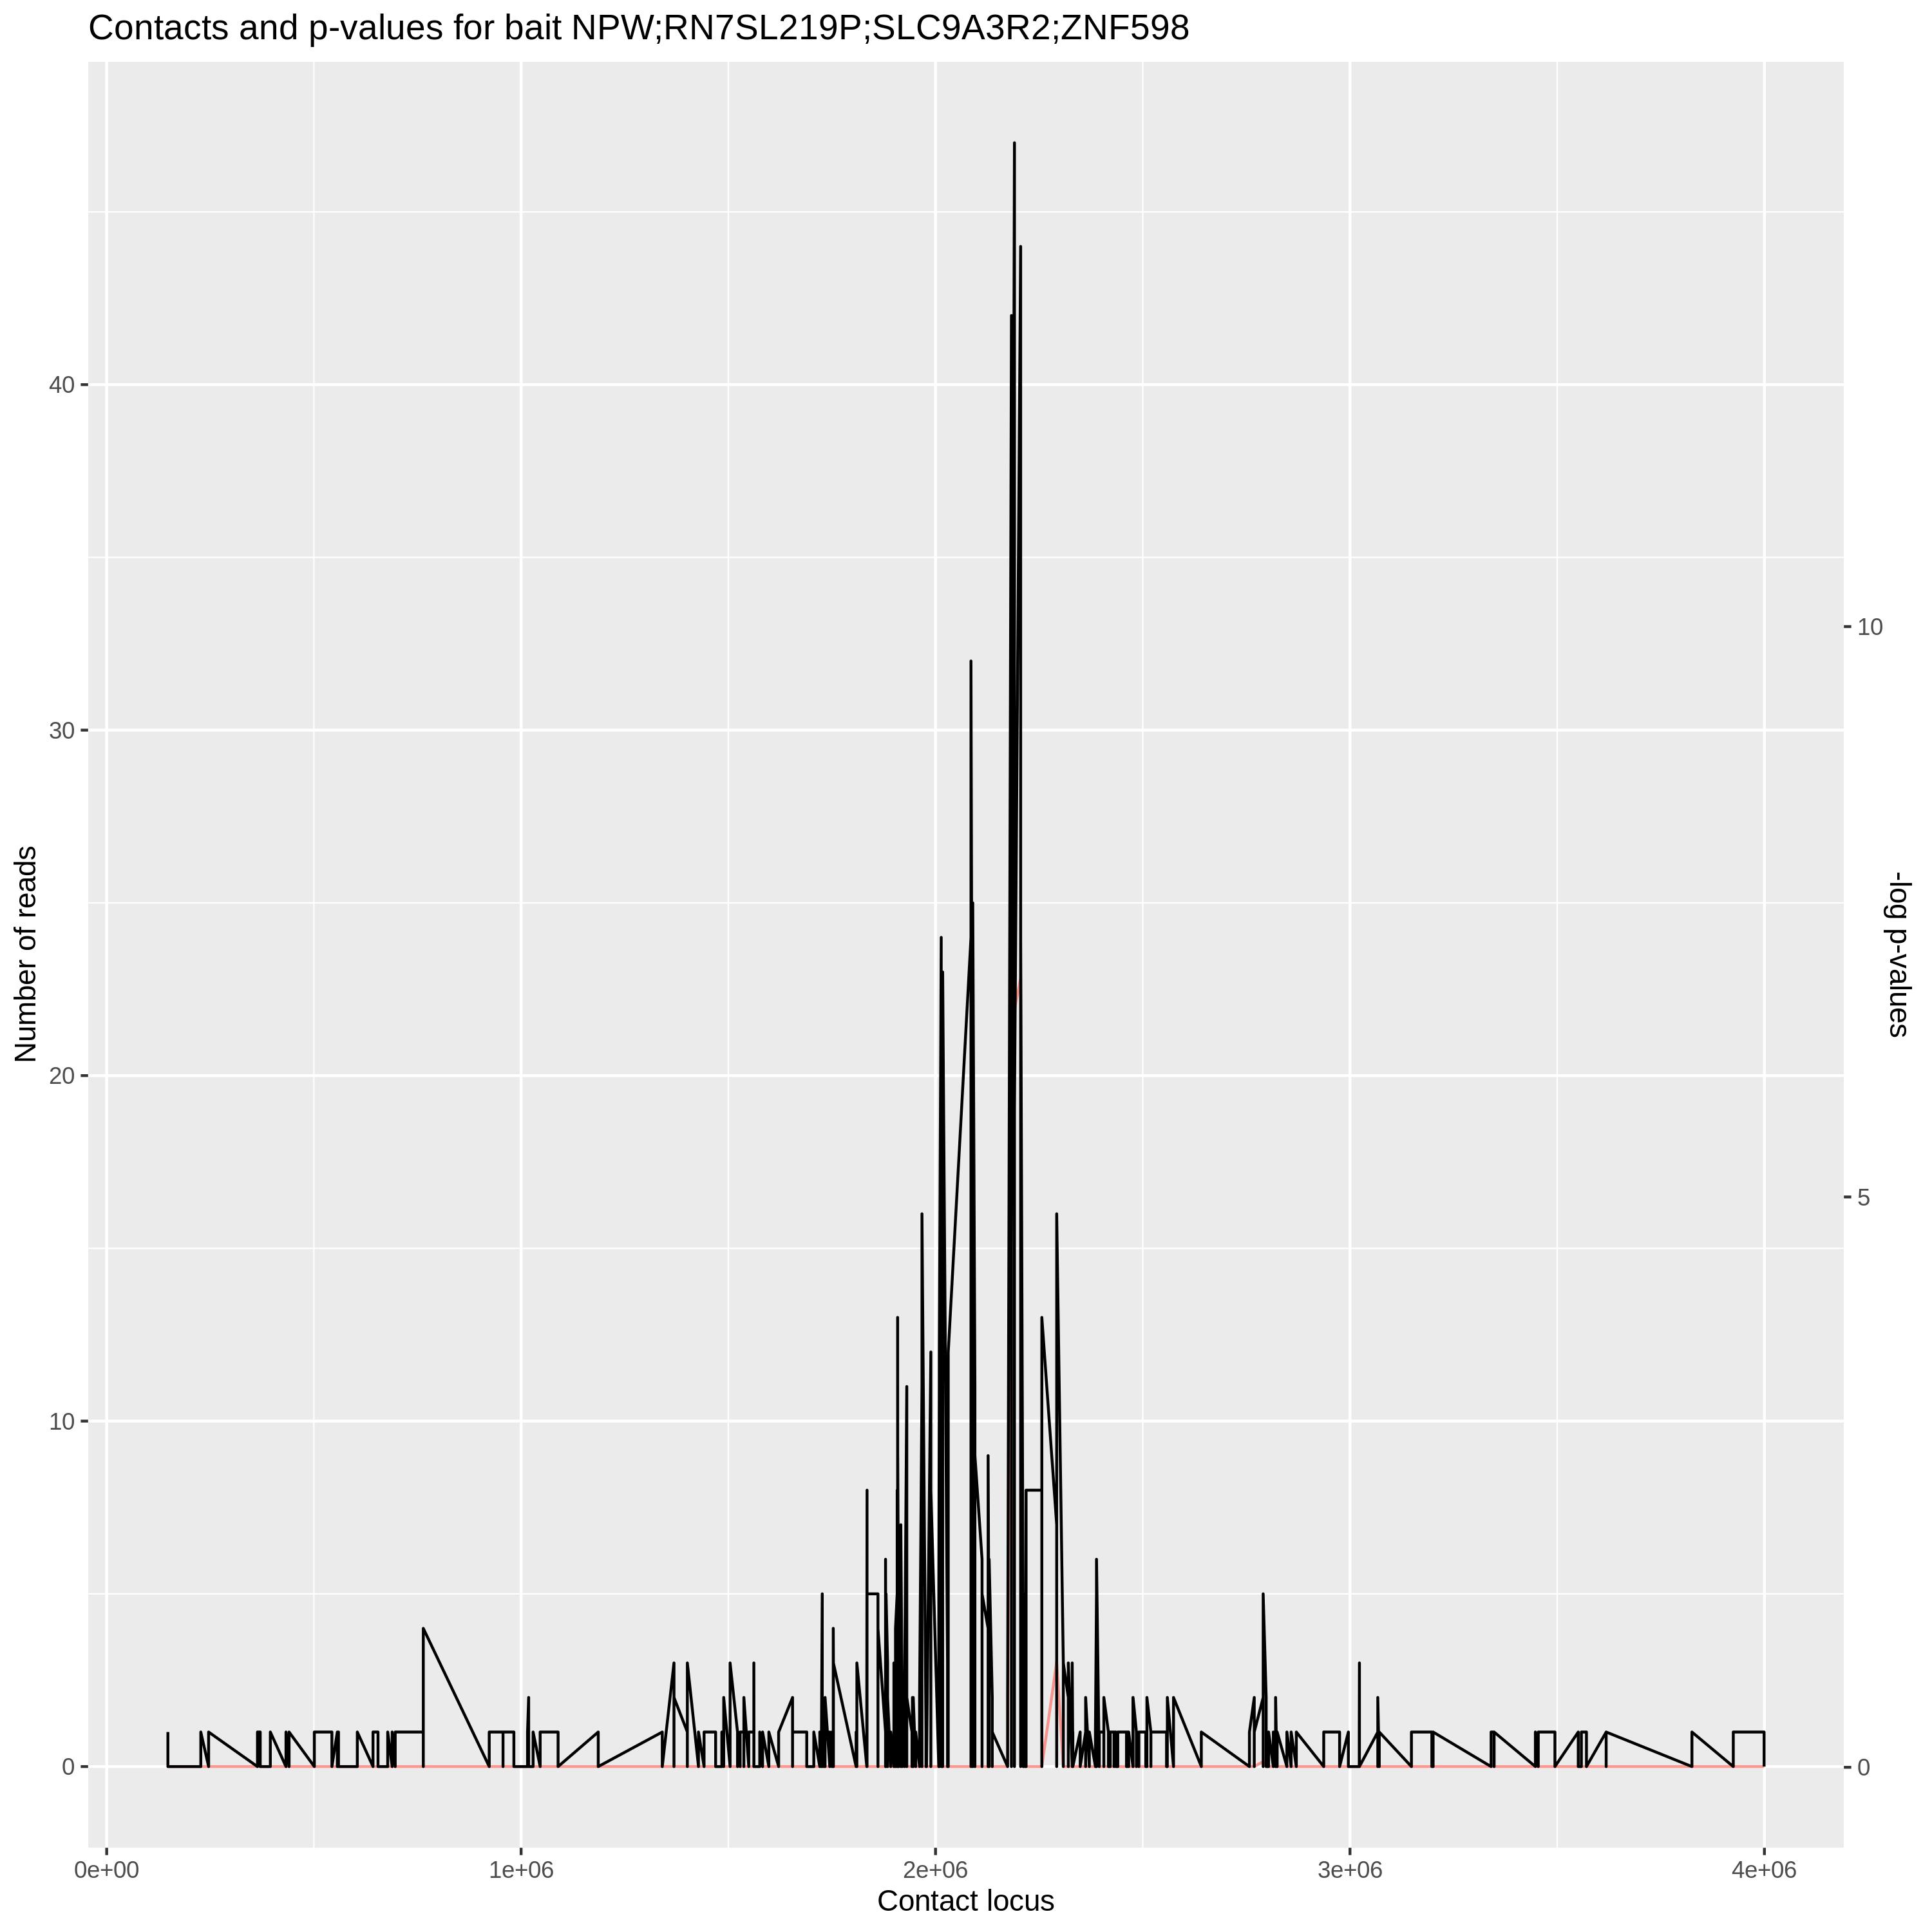 Contacts and p-values for bait NPW;RN7SL219P;SLC9A3R2;ZNF598
Number of reads
40
30
20
10
0
10
5
0
-log p-values
0e+00 1e+06 2e+06 3e+06 4e+06
Contact locus